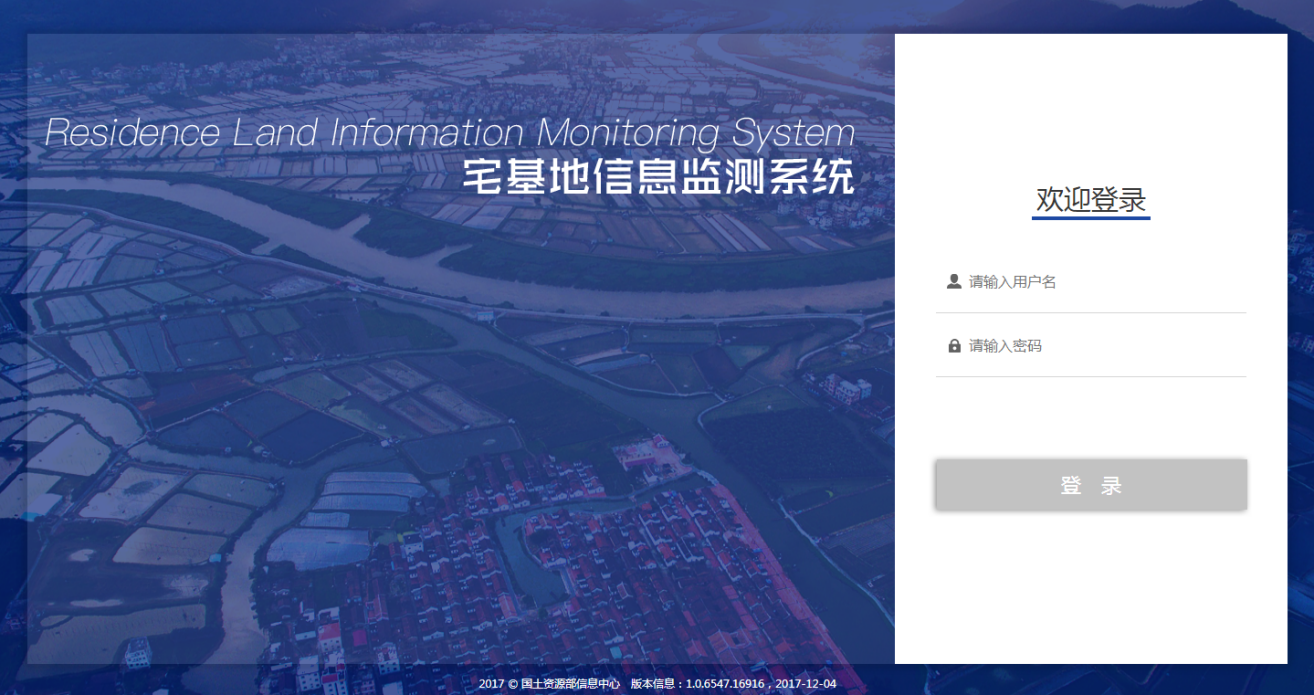 Residence Land Information Monitoring System
宅基地信息监测系统
欢迎登录
请输入用户名
请输入密码
登 录
2017 © 国土资源部信息中心 版本信息：1.0.6547.16916，2017-12-04